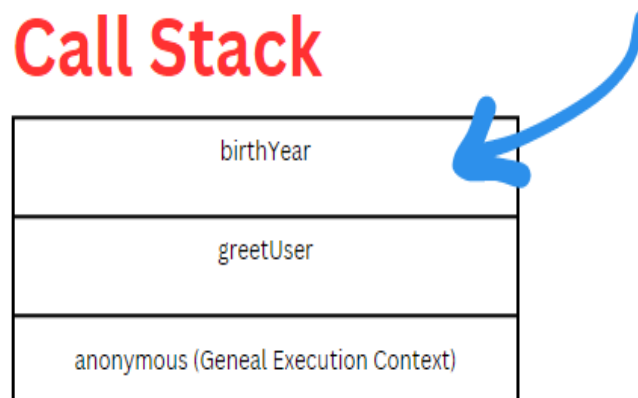 Call Stack
birthYear
greetUser
anonymous (Geneal Execution Context)